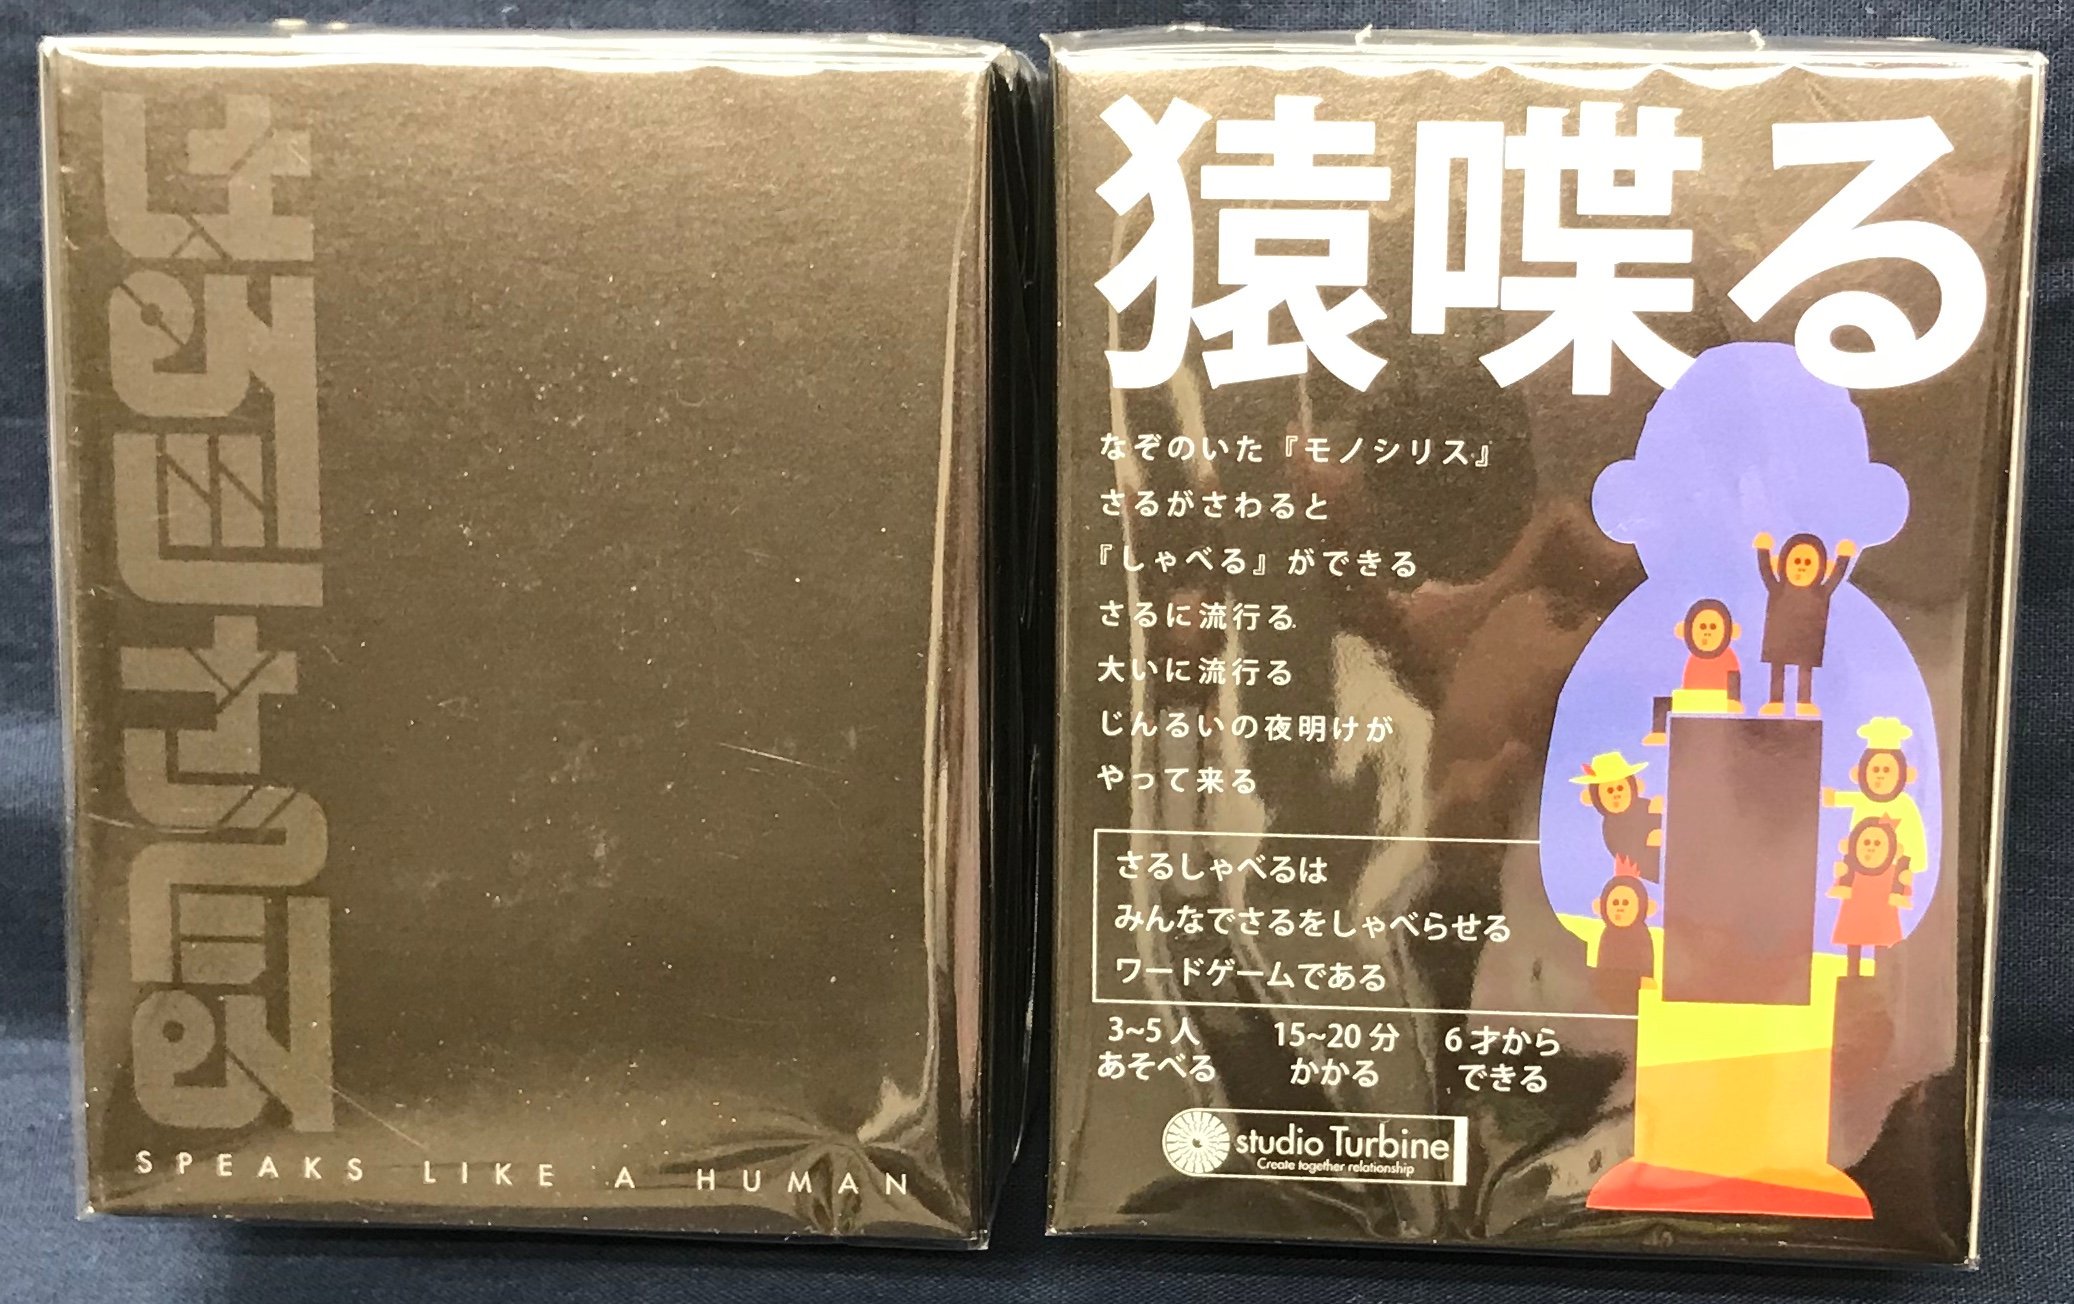 SPEAKS LIKE A HUMAN
猿喋る
なぞのいた『モノシリス』
さるがさわると
『しゃべる』ができる
さるに流行る
大いに流行る
じんるいの夜明けが
やって来る
さるしゃべるは
みんなでさるをしゃべらせる
ワードゲームである
3~5人
あそべる
15~20分
かかる
6才から
できる
studio Turbine
Create together relationship